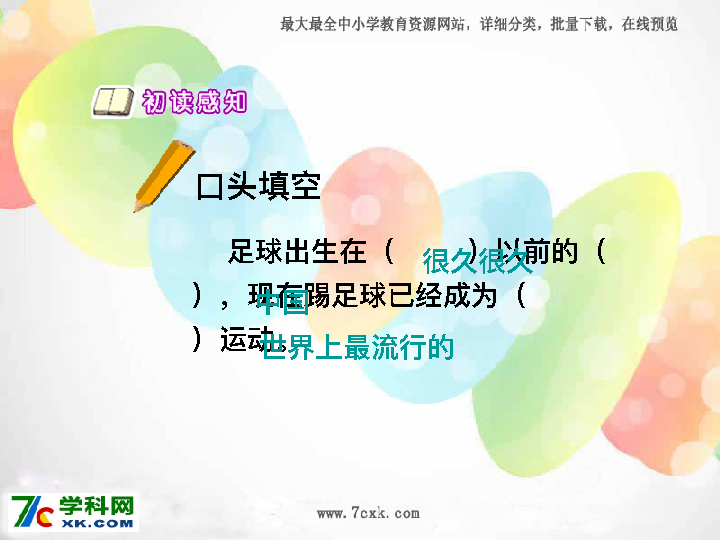 最大最全中小学教育资源网站，详细分类，批量下载，在线预览
初读感知
口头填空
足球出生在（ ）以前的（
），现在踢足球已经成为（
）运动。
很久很久
中国
世界上最流行的
7C学科网
XK.COM
www.7cxk.com